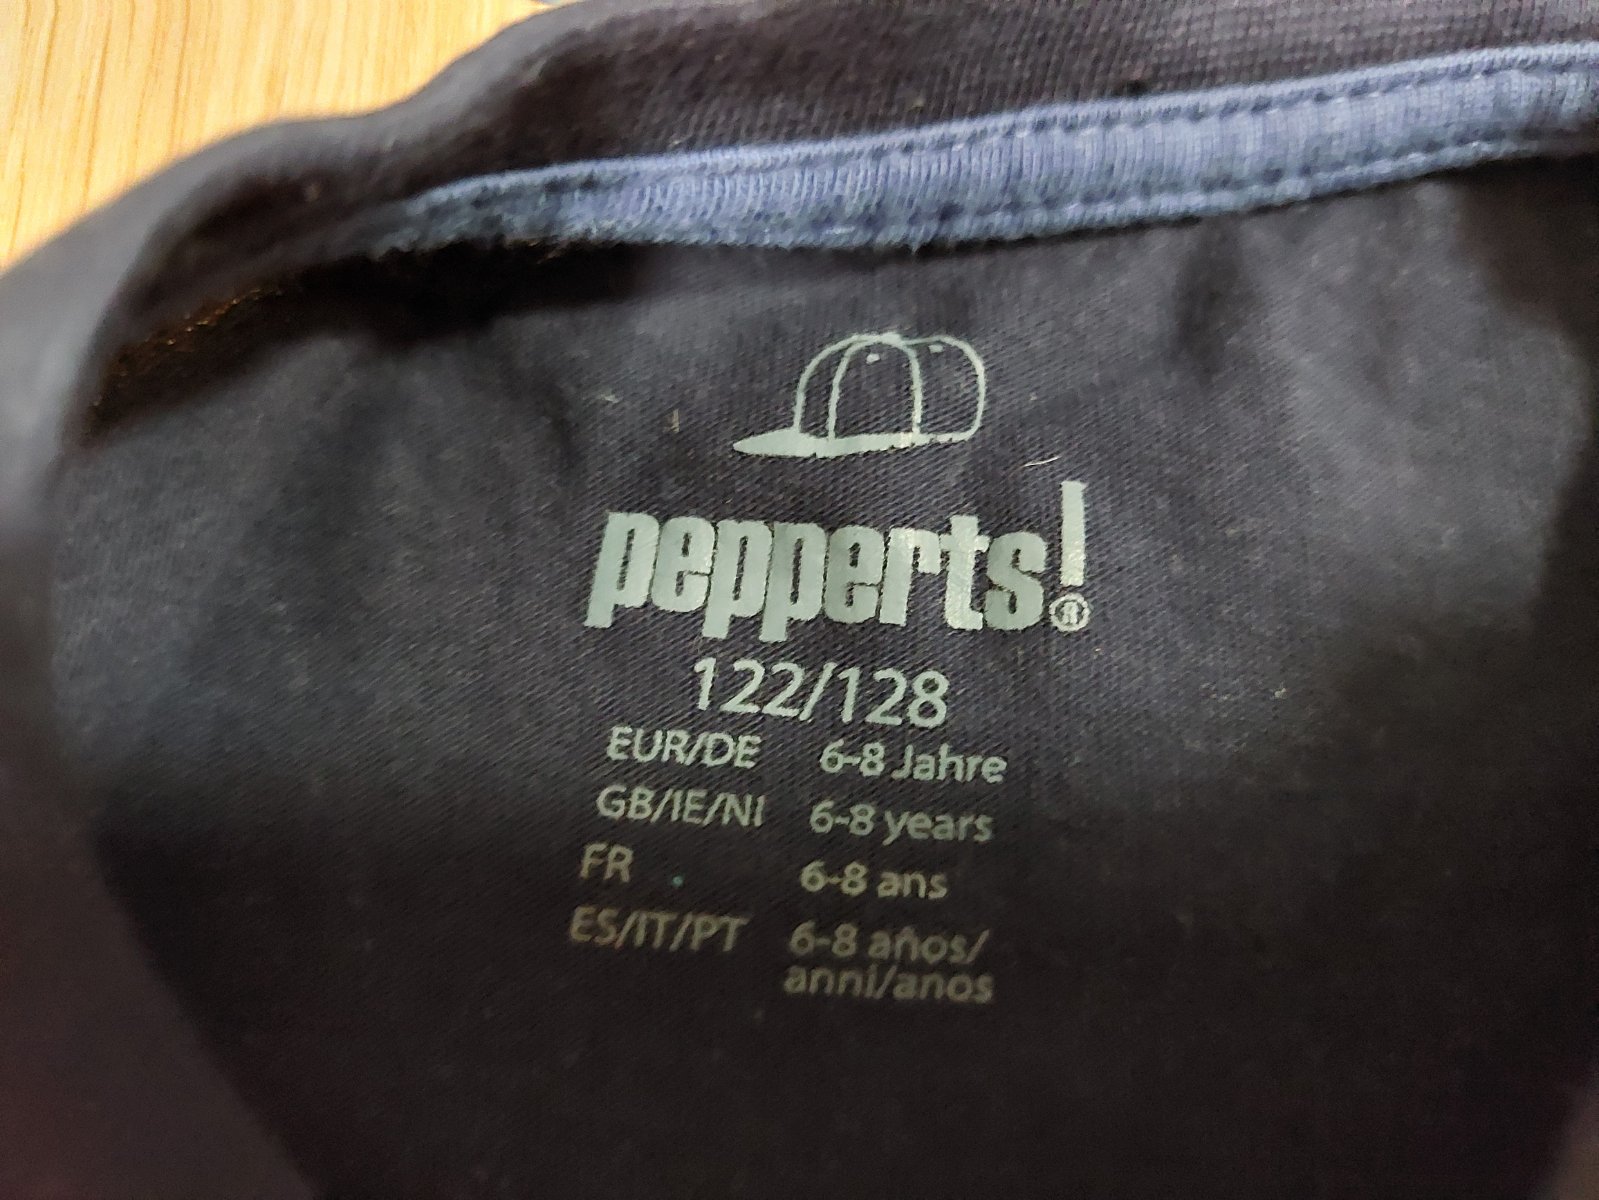 pepperts!®
122/128
EUR/DE 6-8 Jahre
GB/IE/NI 6-8 years
FR 6-8 ans
ES/IT/PT 6-8 años/
anni/anos